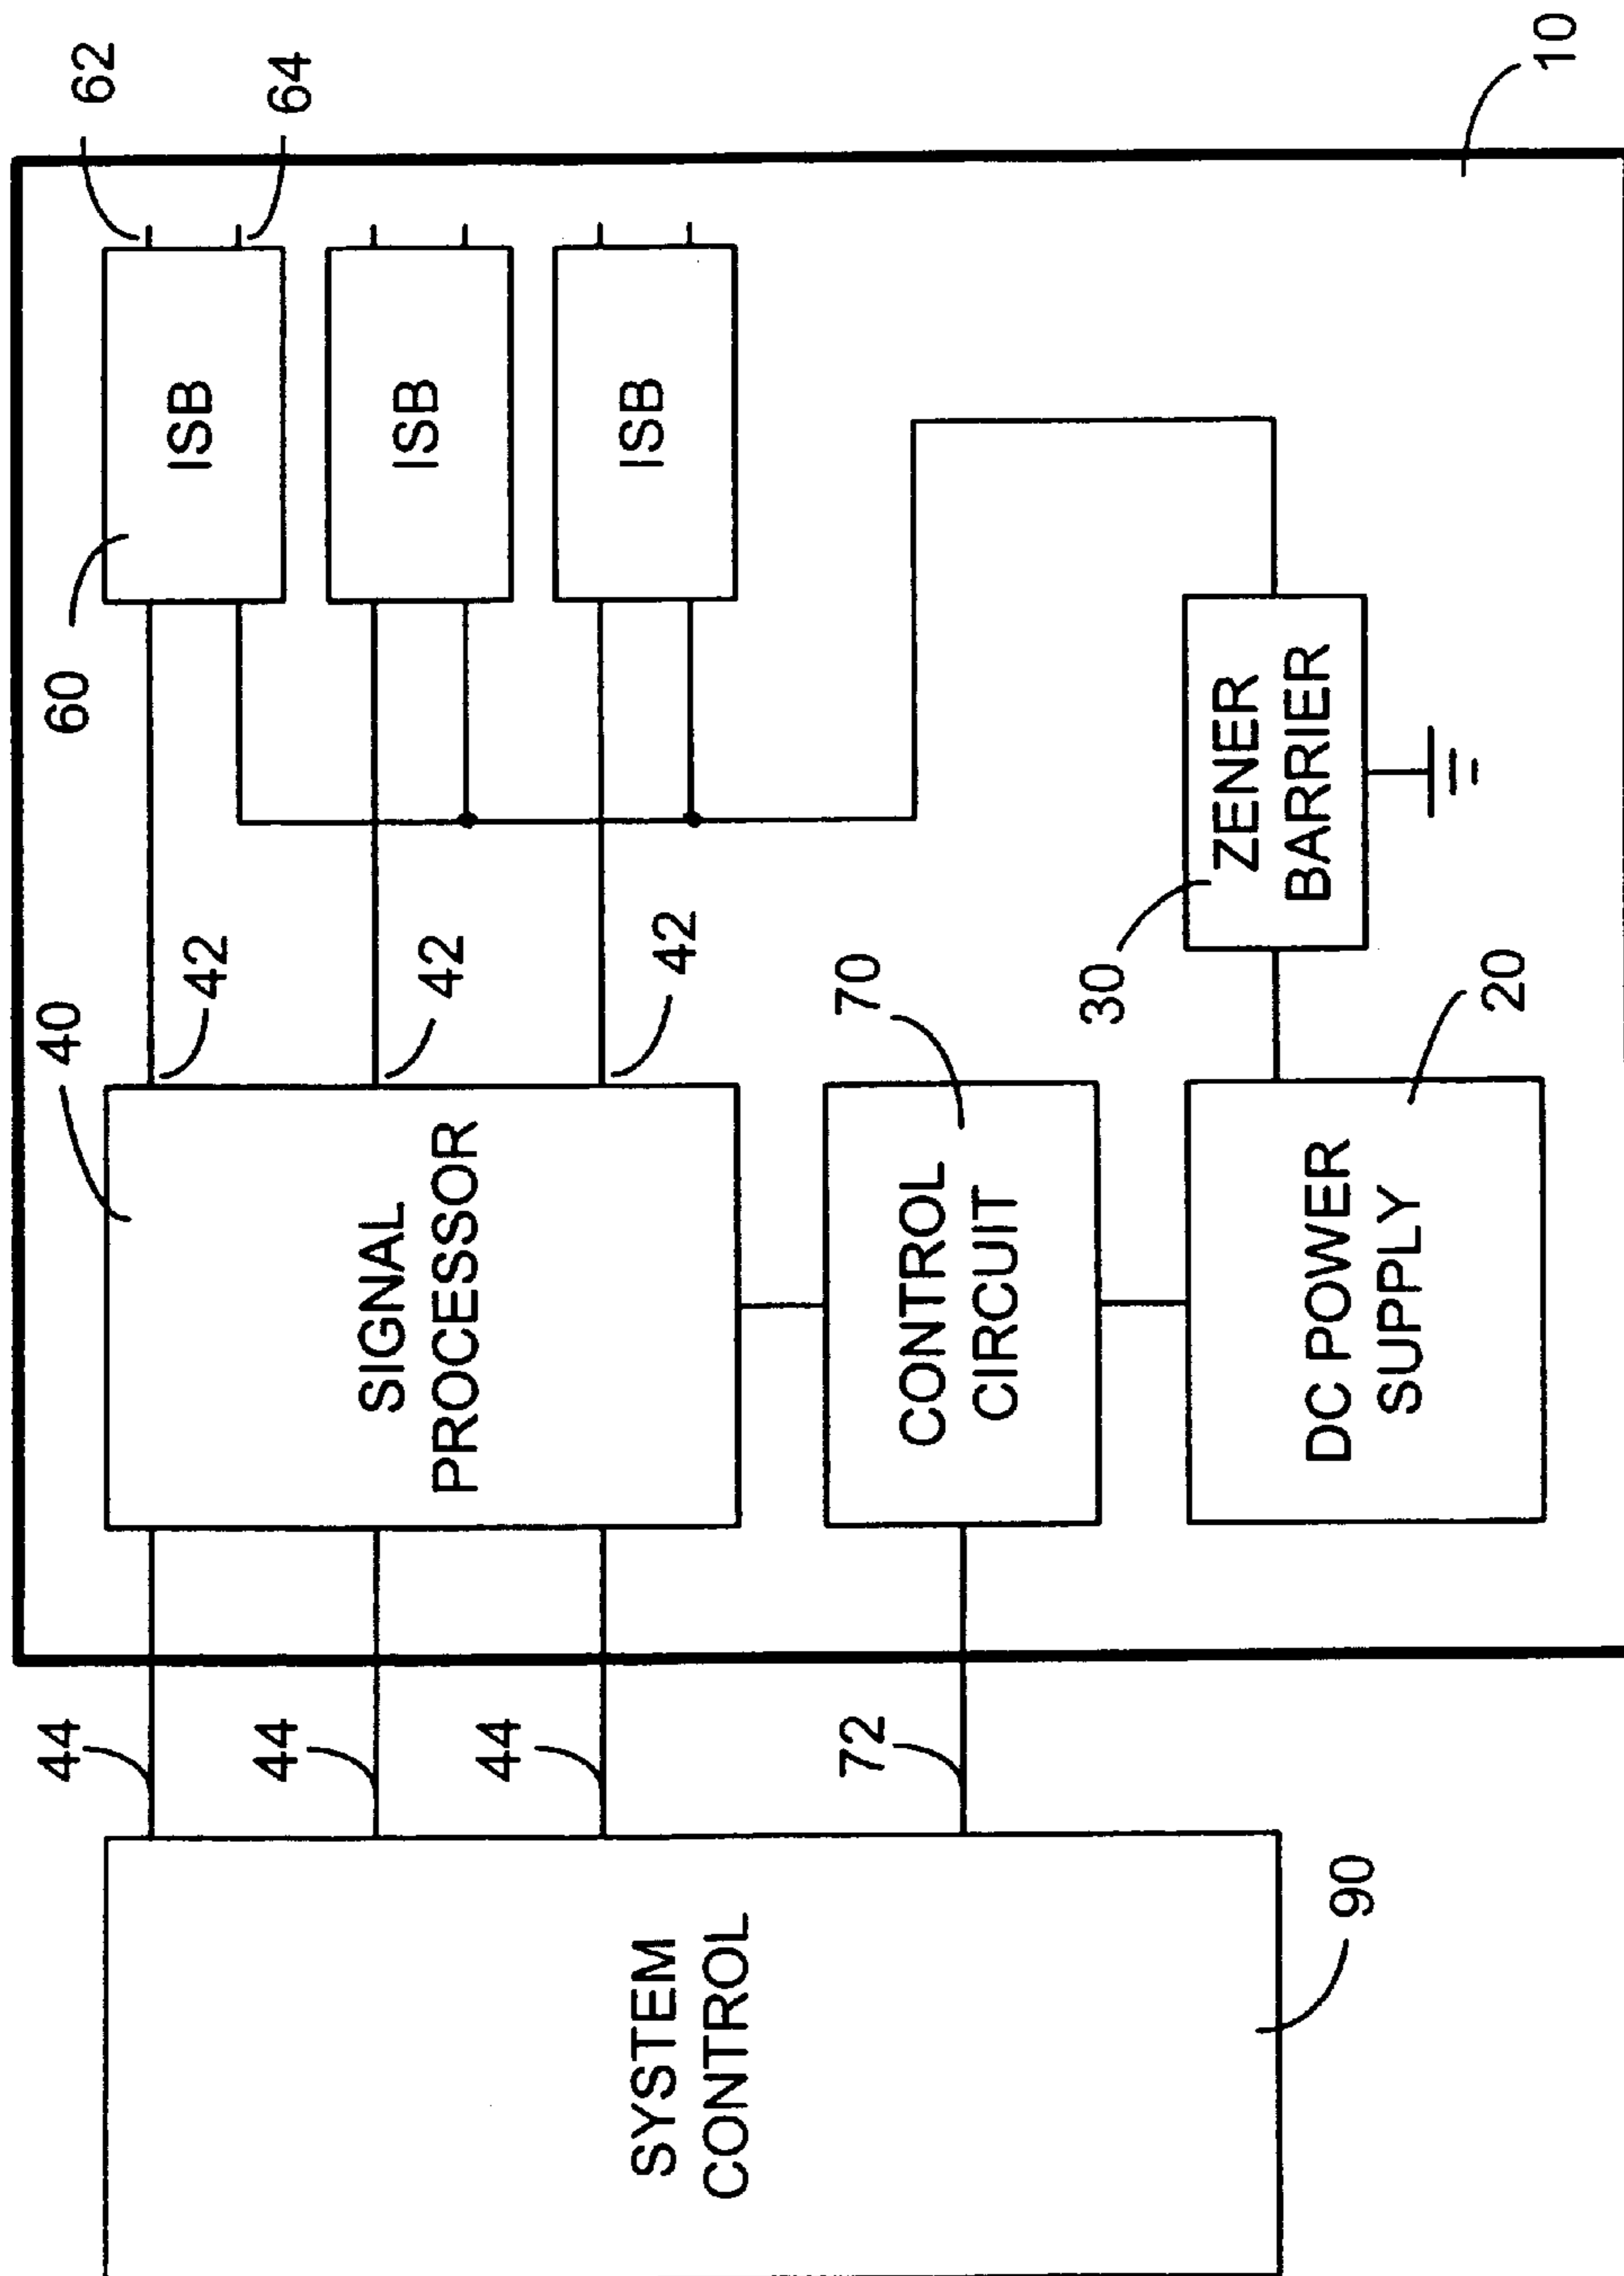 62
64
60
ISB
ISB
ISB
40
42
42
42
SIGNAL
PROCESSOR
44
44
44
72
70
CONTROL
CIRCUIT
30
ZENER
BARRIER
20
DC POWER
SUPPLY
10
SYSTEM
CONTROL
90